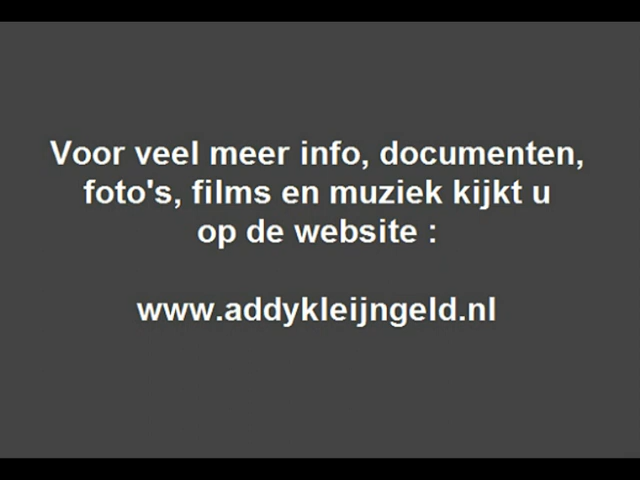 Voor veel meer info, documenten,
foto's, films en muziek kijkt u
op de website :
www.addykleijngeld.nl